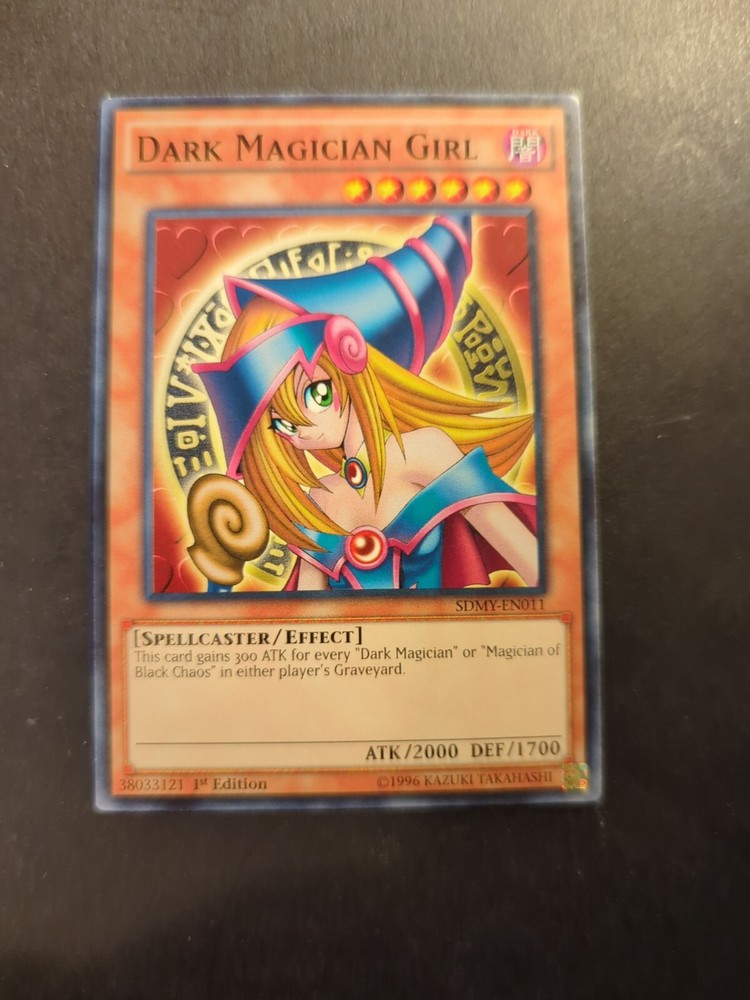 DARK MAGICIAN GIRL
DARK
闇
SDMY-EN011
[SPELLCASTER/EFFECT]
This card gains 300 ATK for every "Dark Magician" or "Magician of
Black Chaos" in either player's Graveyard.
ATK/2000 DEF/1700
38033121 1st Edition
©1996 KAZUKI TAKAHASHI